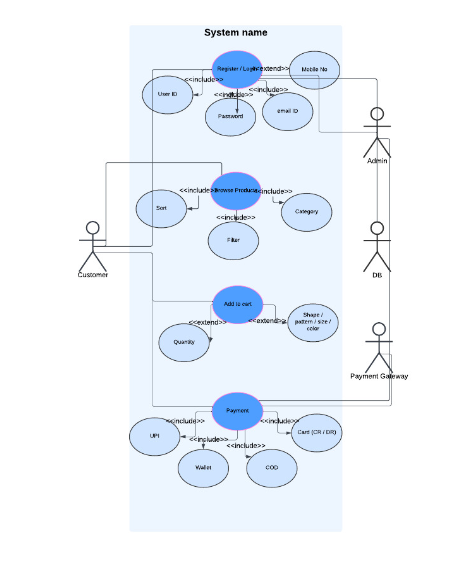 System name
Register / Login
<<extend>>
Mobile No
<<include>>
User ID
<<include>>
<<include>>
Password
email ID
Admin
<<include>>
Browse Products
<<include>>
Sort
Category
<<include>>
Filter
Customer
DB
Add to cart
<<extend>>
<<extend>>
Shape /
pattern / size /
color
Quantity
Payment Gateway
Payment
<<include>>
<<include>>
UPI
<<include>>
<<include>>
Card (CR / DR)
Wallet
COD